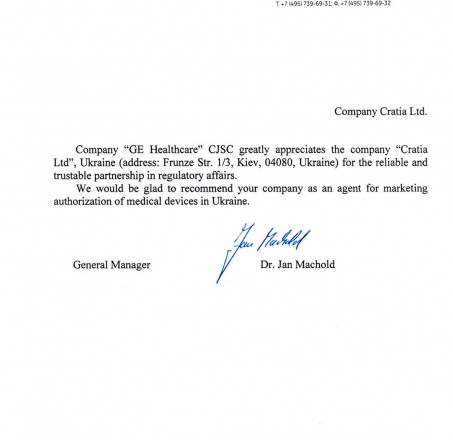 T. +7 (495) 739-69-31; Ф. +7 (495) 739-69-32
Company Cratia Ltd.
Company “GE Healthcare” CJSC greatly appreciates the company “Cratia
Ltd”, Ukraine (address: Frunze Str. 1/3, Kiev, 04080, Ukraine) for the reliable and
trustable partnership in regulatory affairs.
We would be glad to recommend your company as an agent for marketing
authorization of medical devices in Ukraine.
Jan Machold
General Manager Dr. Jan Machold